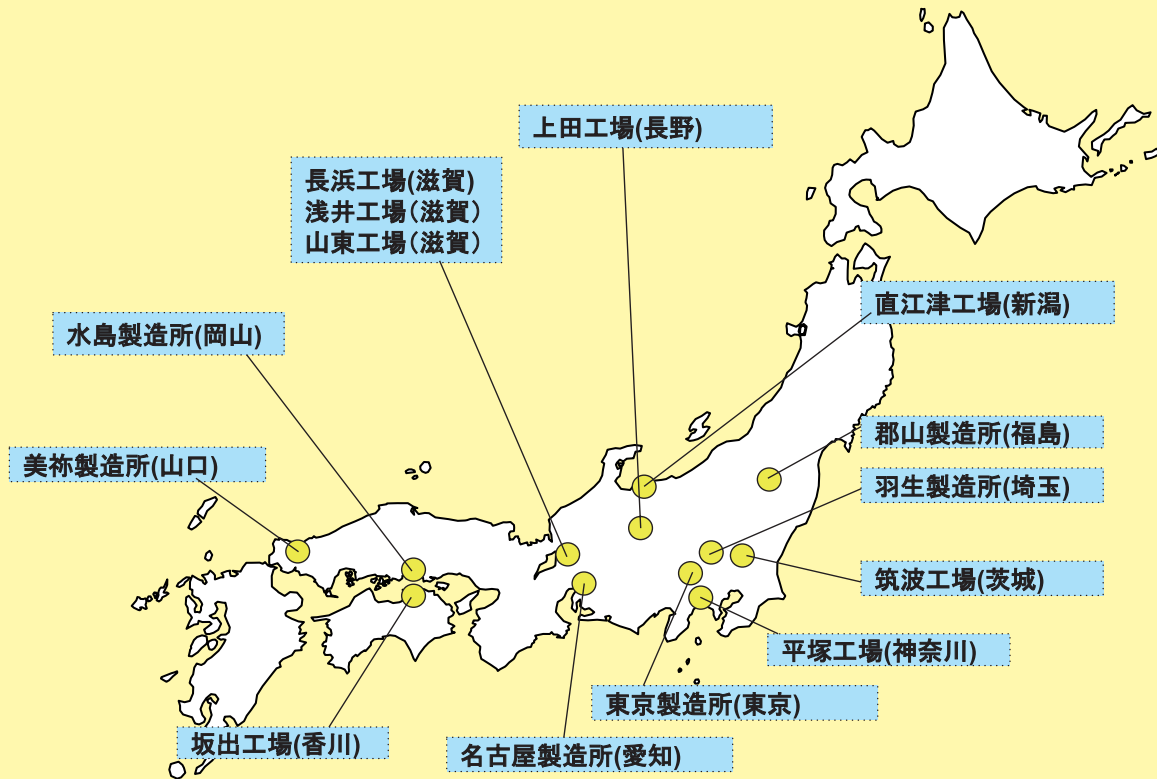 上田工場(長野)
長浜工場(滋賀)
浅井工場(滋賀)
山東工場(滋賀)
直江津工場(新潟)
水島製造所(岡山)
郡山製造所(福島)
美祢製造所(山口)
羽生製造所(埼玉)
筑波工場(茨城)
平塚工場(神奈川)
東京製造所(東京)
坂出工場(香川)
名古屋製造所(愛知)